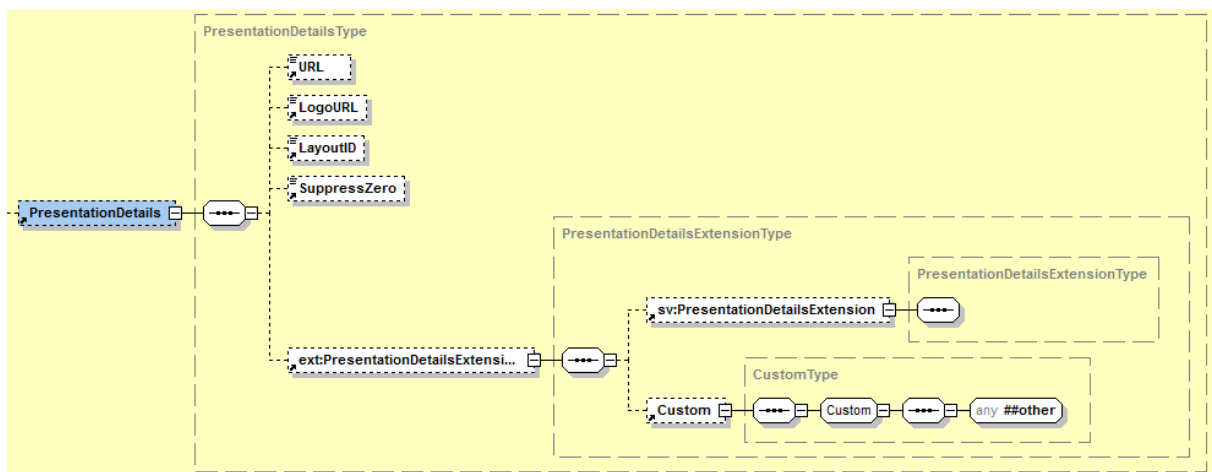 PresentationDetailsType
URL
LogoURL
LayoutID
SuppressZero
PresentationDetails
PresentationDetailsExtensionType
PresentationDetailsExtensionType
sv:PresentationDetailsExtension
ext:PresentationDetailsExtensi...
CustomType
Custom
Custom
any ##other